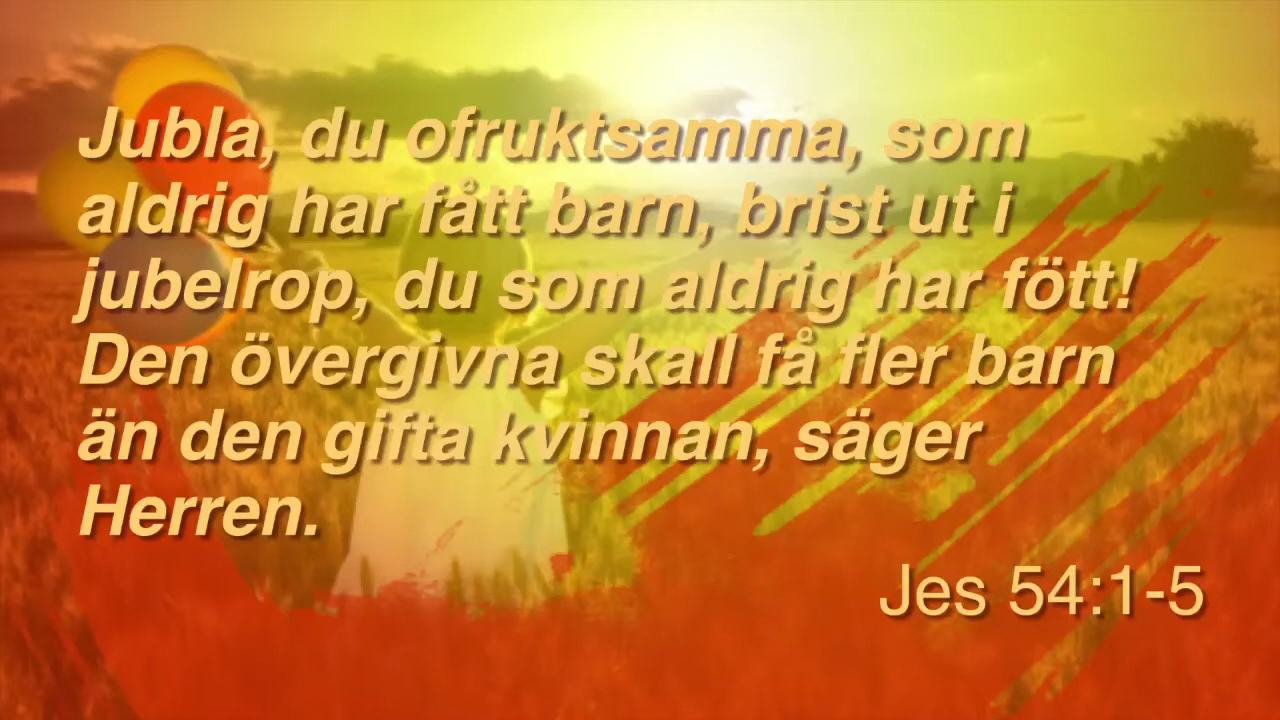 Jubla, du ofruktsamma, som
aldrig har fått barn, brist ut i
jubelrop, du som aldrig har fött!
Den övergivna skall få fler barn
än den gifta kvinnan, säger
Herren.
Jes 54:1-5